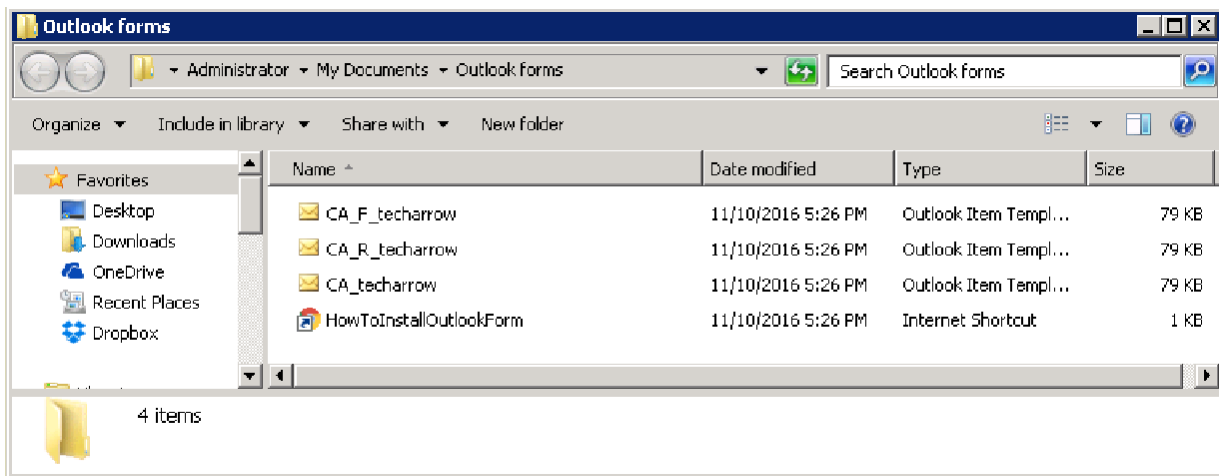 Outlook forms
Administrator My Documents Outlook forms Search Outlook forms
Organize Include in library Share with New folder
Favorites
Desktop
Downloads
OneDrive
Recent Places
Dropbox
Name Date modified Type Size
CA_F_techarrow 11/10/2016 5:26 PM Outlook Item Templ... 79 KB
CA_R_techarrow 11/10/2016 5:26 PM Outlook Item Templ... 79 KB
CA_techarrow 11/10/2016 5:26 PM Outlook Item Templ... 79 KB
HowToInstallOutlookForm 11/10/2016 5:26 PM Internet Shortcut 1 KB
4 items